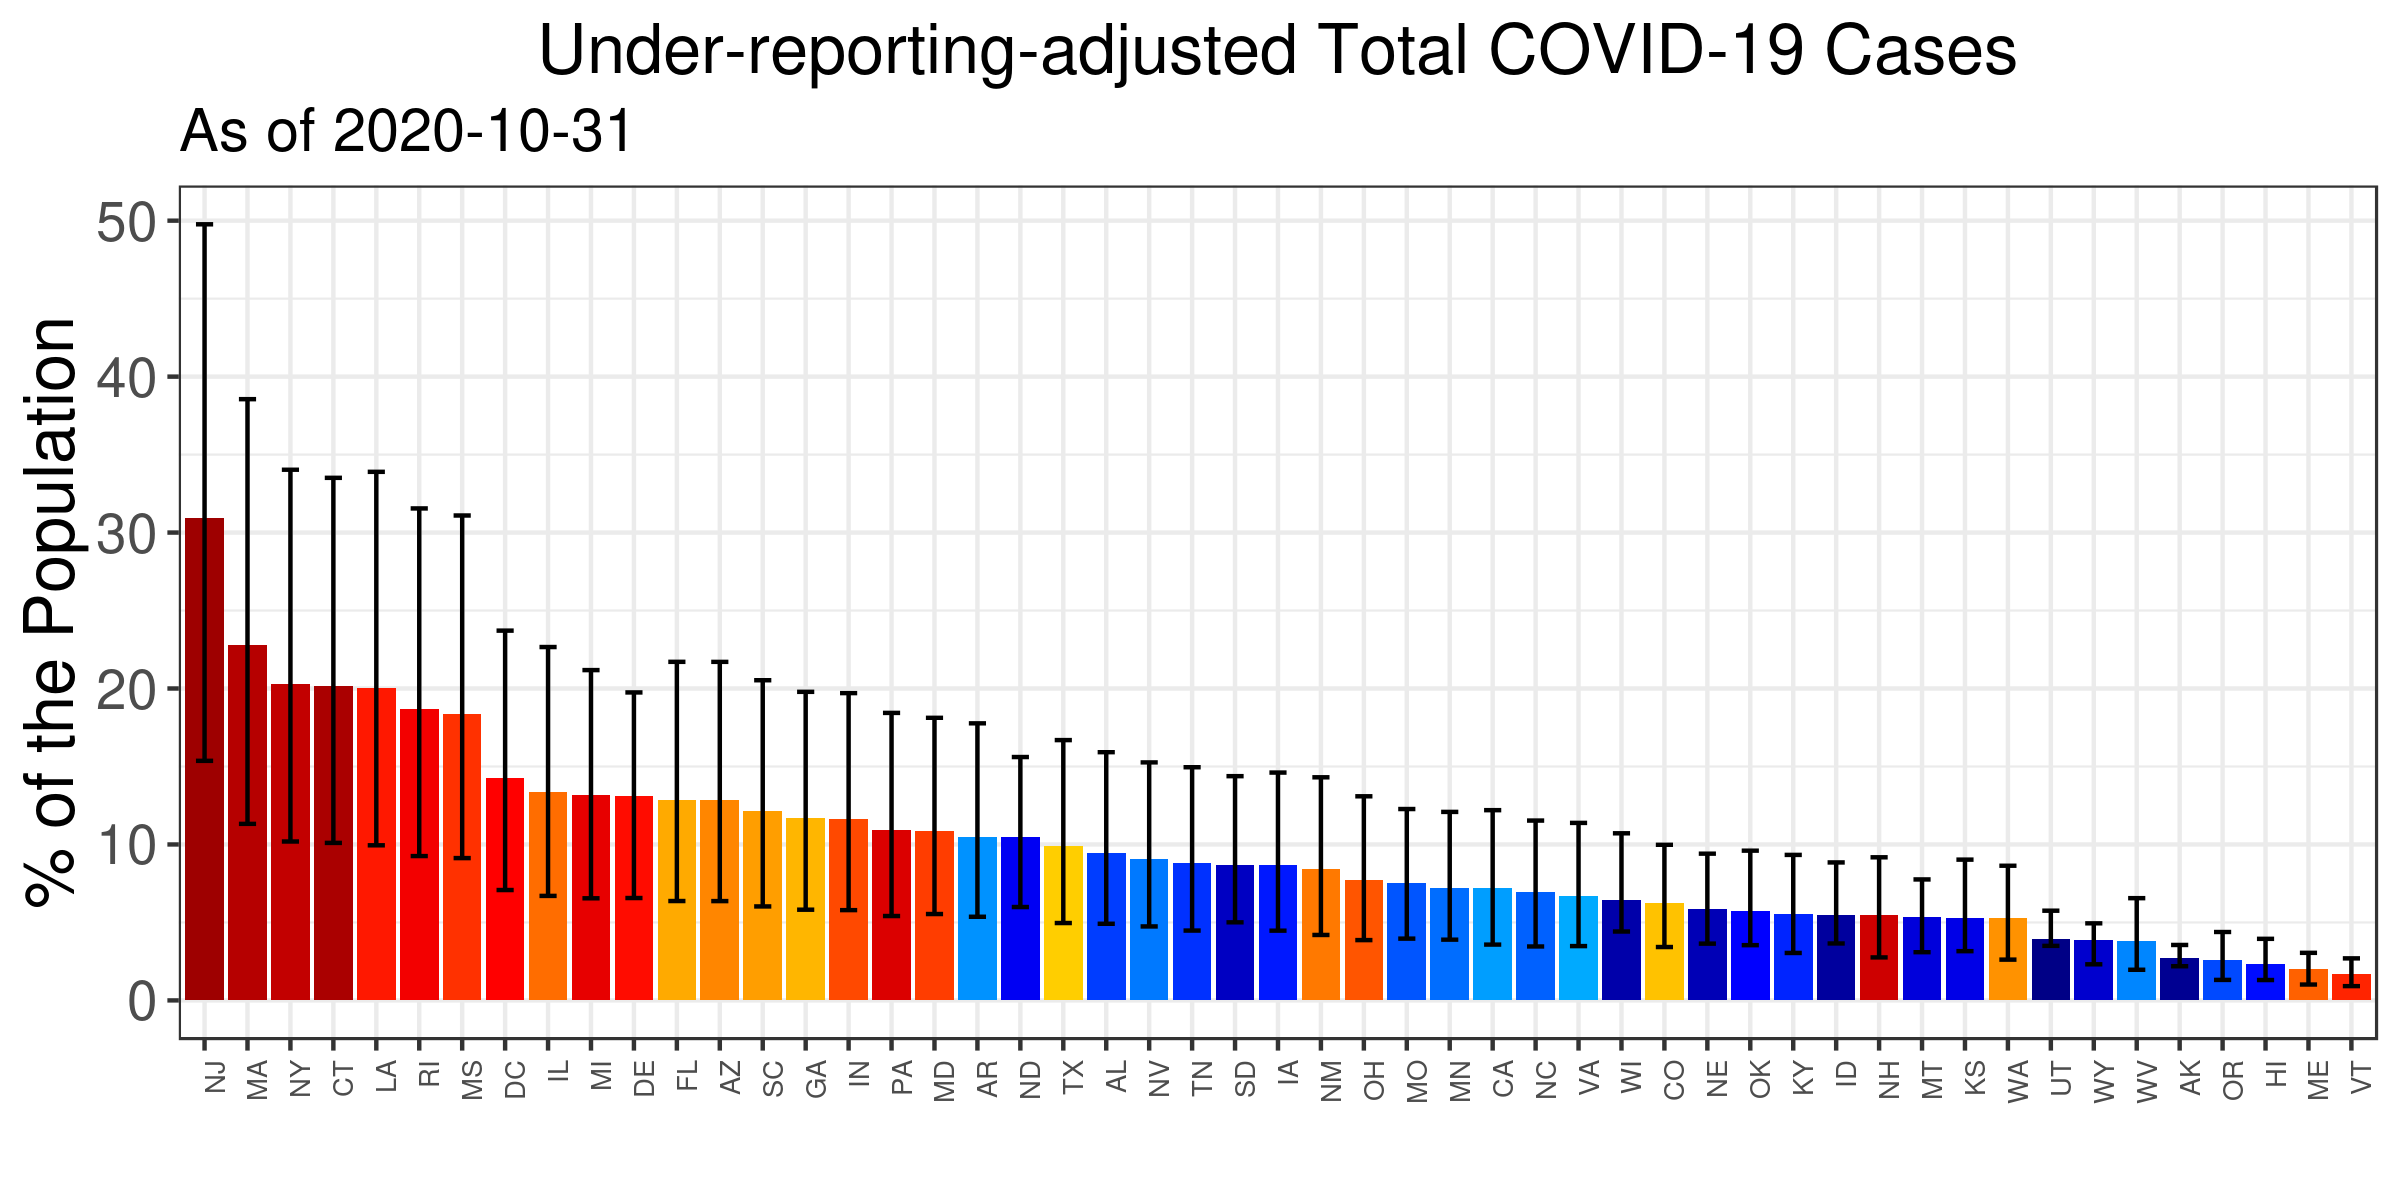 Under-reporting-adjusted Total COVID-19 Cases
As of 2020-10-31
% of the Population
50
40
30
20
10
0
NJ MA NY CT LA RI MS DC IL MI DE FL AZ SC GA IN PA MD AR ND TX AL NV TN SD IA NM OH MO MN CA NC VA WI CO NE OK KY ID NH MT KS WA UT WY WV AK OR HI ME VT